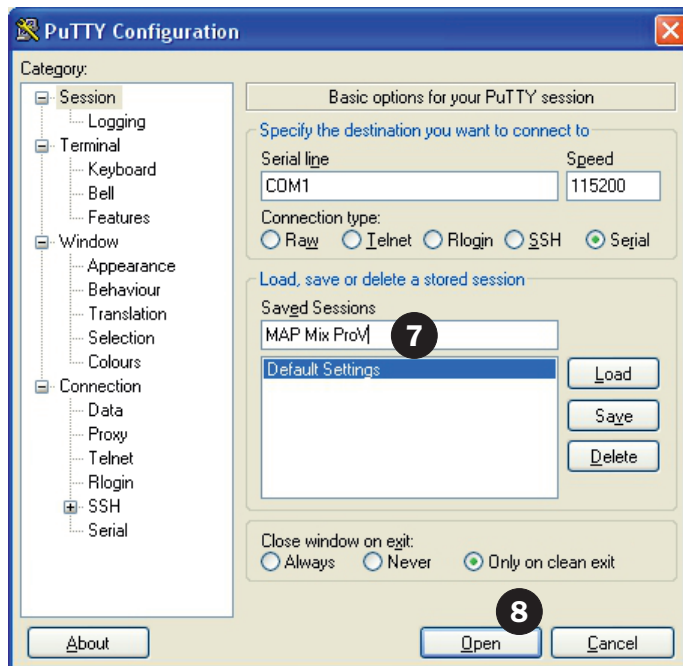 PuTTY Configuration
Category:
Session
Logging
Terminal
Keyboard
Bell
Features
Window
Appearance
Behaviour
Translation
Selection
Colours
Connection
Data
Proxy
Telnet
Rlogin
SSH
Serial
Basic options for your PuTTY session
Specify the destination you want to connect to
Serial line Speed
COM1 115200
Connection type:
Raw Telnet Rlogin SSH Serial
Load, save or delete a stored session
Saved Sessions
MAP Mix ProV 7
Default Settings
Load
Save
Delete
Close window on exit:
Always Never Only on clean exit
8
About Open Cancel